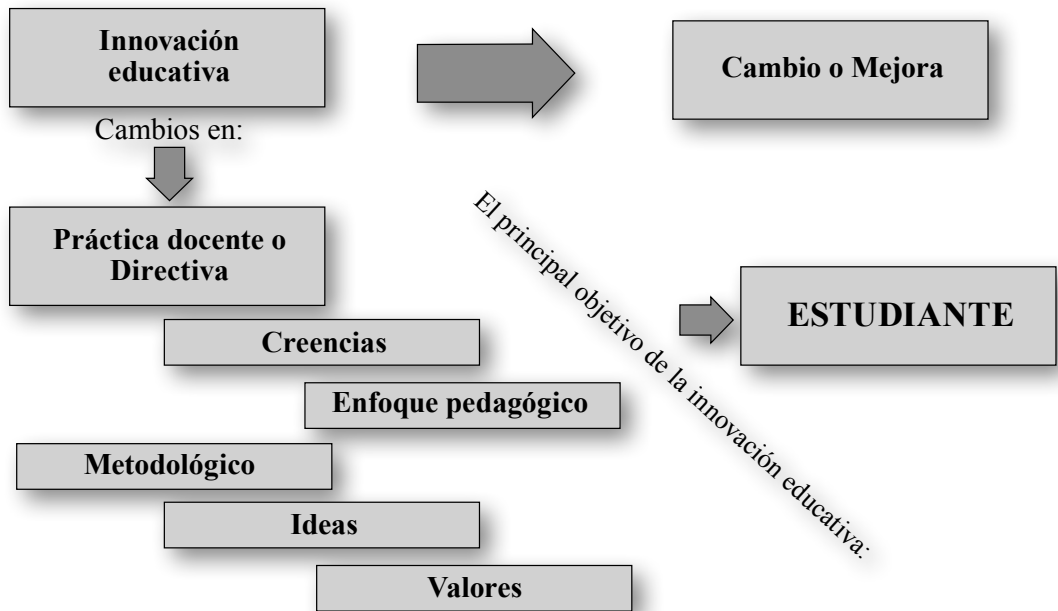 Innovación
educativa
Cambio o Mejora
Cambios en:
Práctica docente o
Directiva
El principal objetivo de la innovación educativa:
ESTUDIANTE
Creencias
Enfoque pedagógico
Metodológico
Ideas
Valores